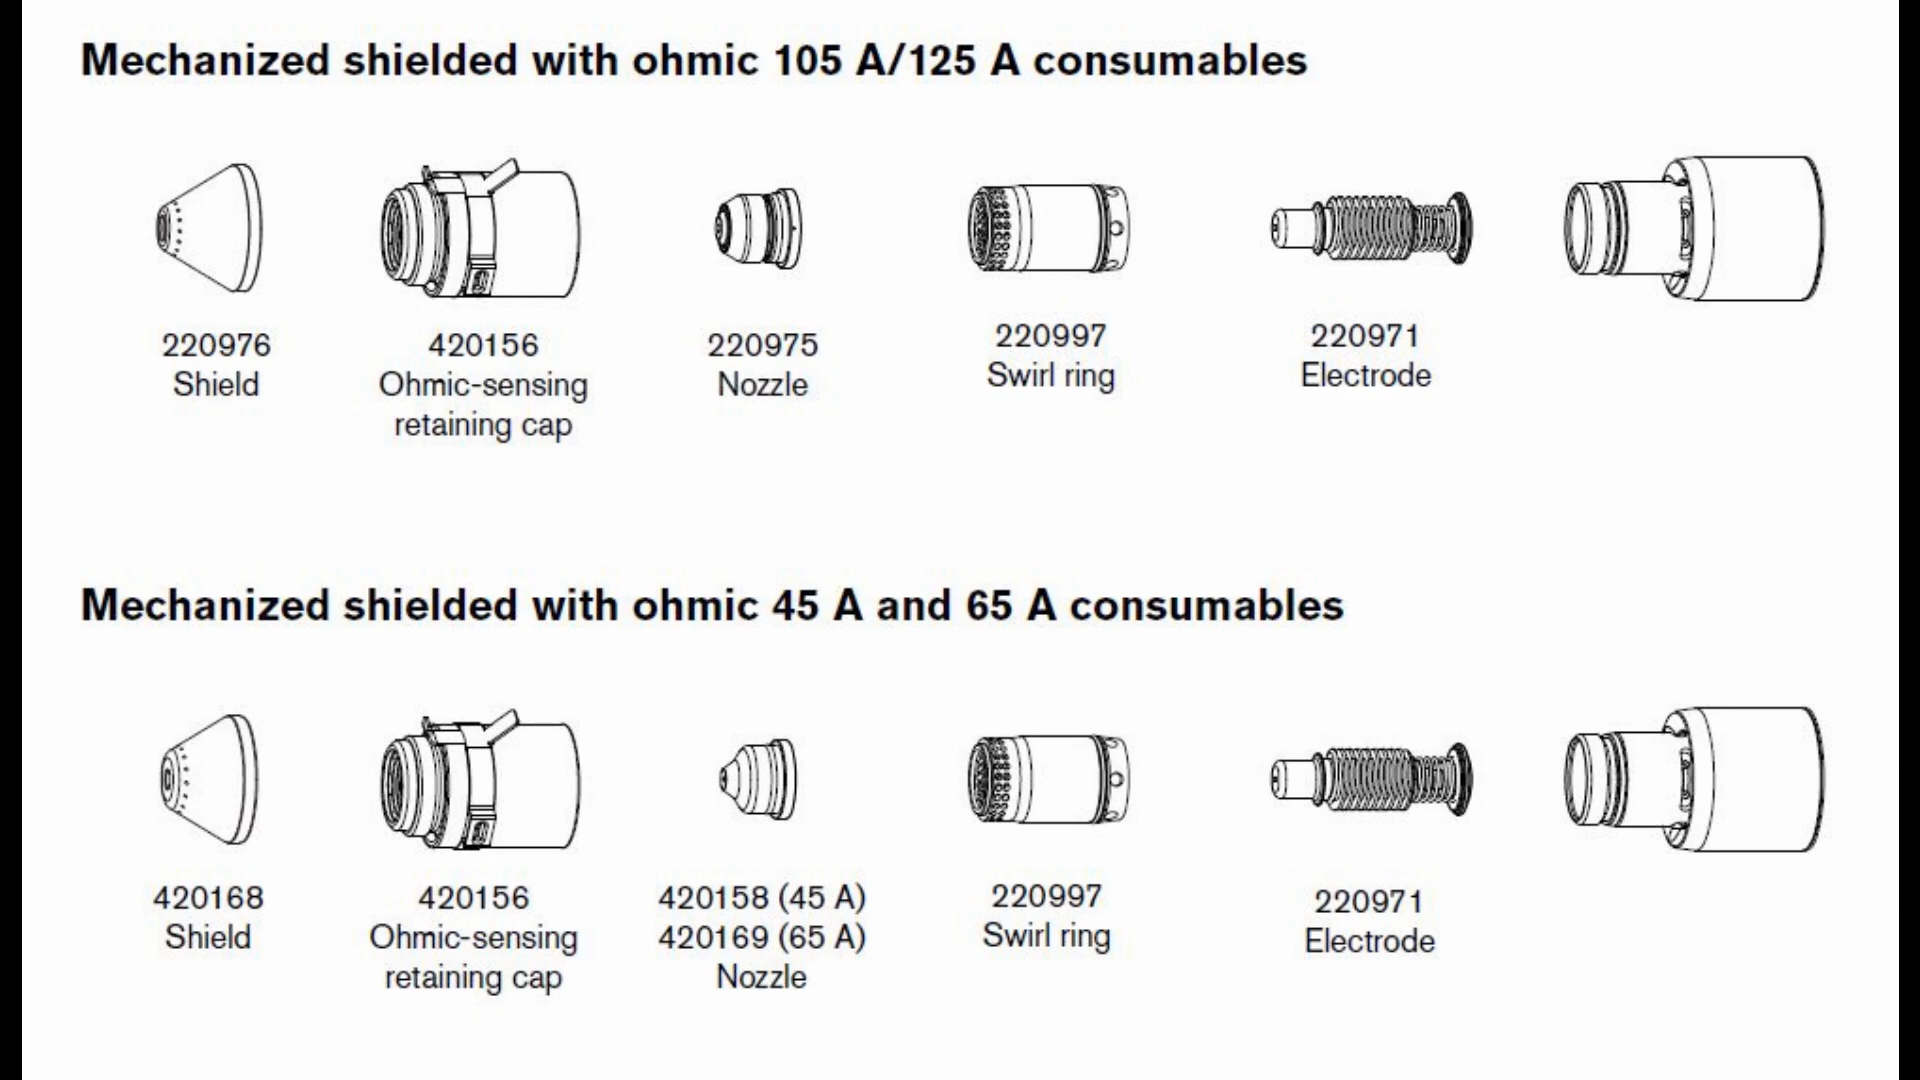 Mechanized shielded with ohmic 105 A/125 A consumables
220976
Shield
420156
Ohmic-sensing
retaining cap
220975
Nozzle
220997
Swirl ring
220971
Electrode
Mechanized shielded with ohmic 45 A and 65 A consumables
420168
Shield
420156
Ohmic-sensing
retaining cap
420158 (45 A)
420169 (65 A)
Nozzle
220997
Swirl ring
220971
Electrode